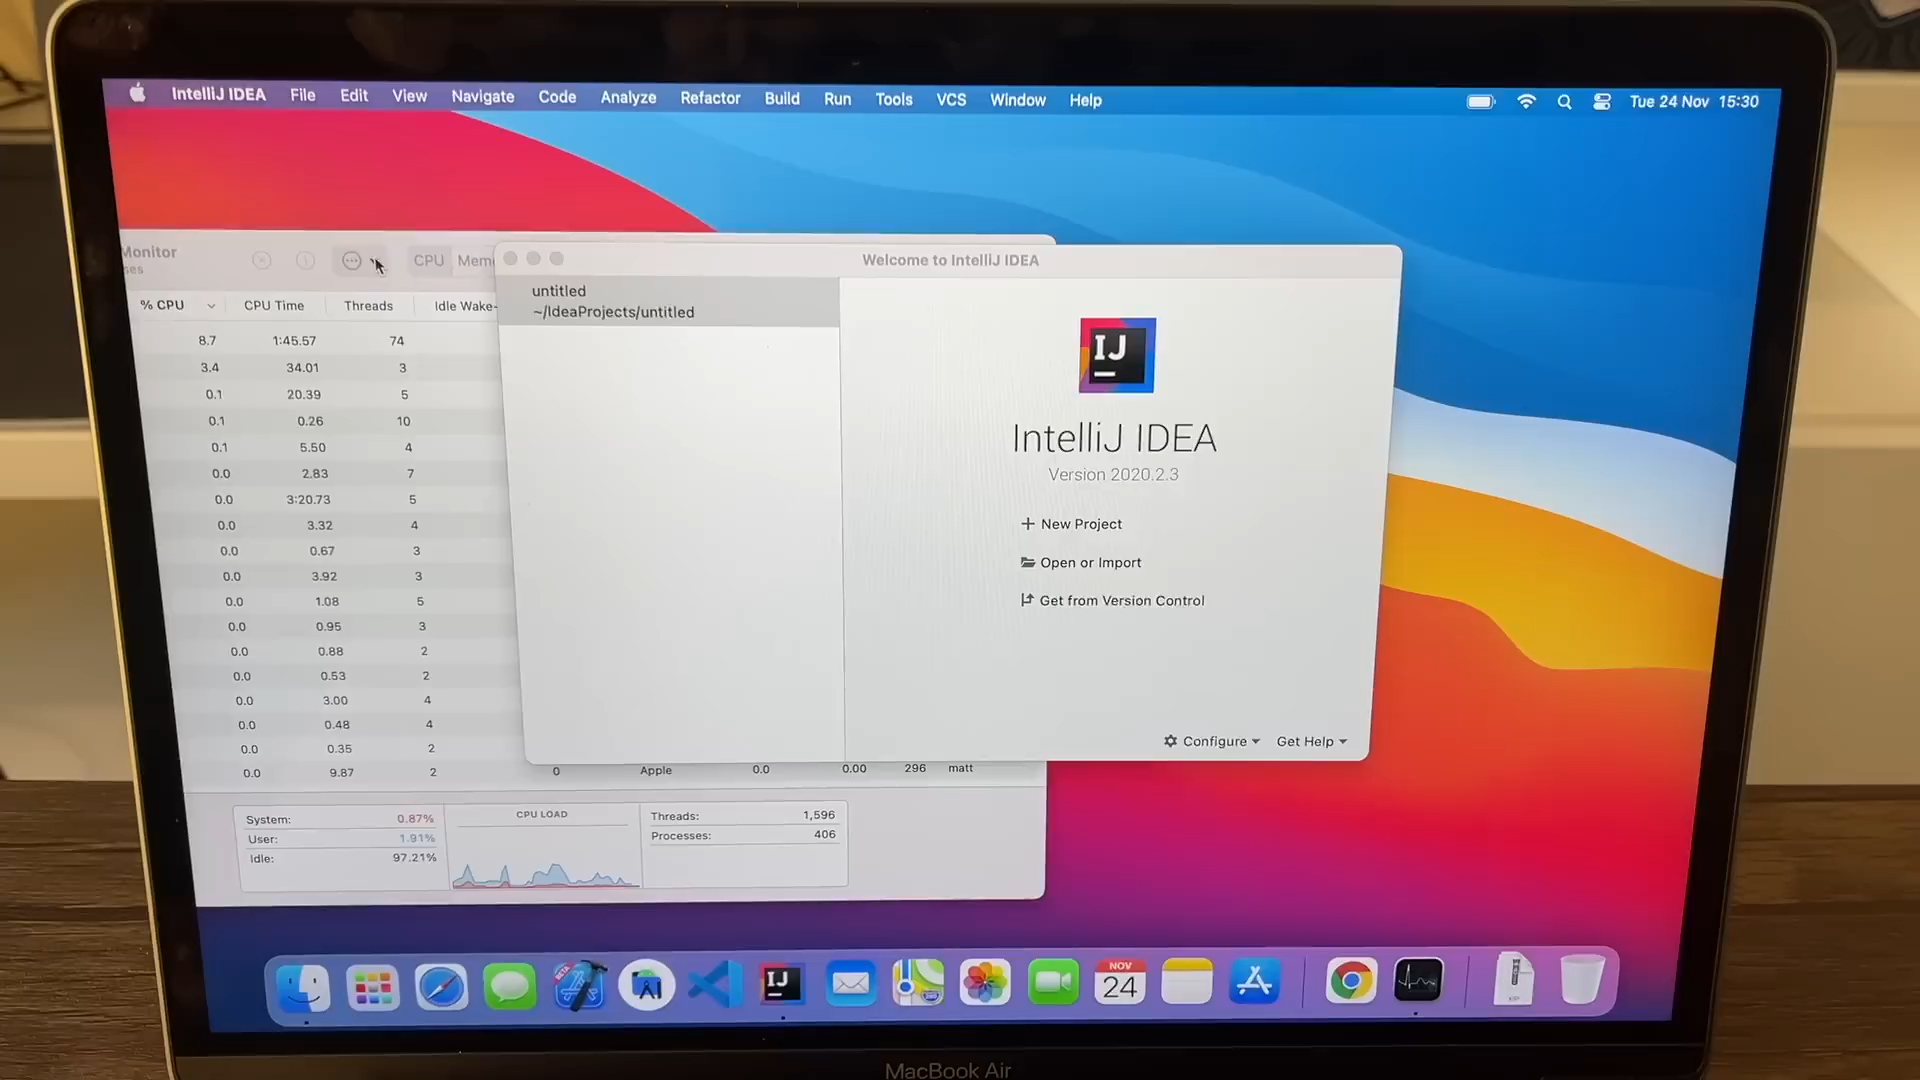 IntelliJ IDEA File Edit View Navigate Code Analyze Refactor Build Run Tools VCS Window Help Tue 24 Nov 15:30
Monitor
ses
CPU Mem
% CPU CPU Time Threads Idle Wake-
8.7 1:45.57 74
3.4 34.01 3
0.1 20.39 5
0.1 0.26 10
0.1 5.50 4
0.0 2.83 7
0.0 3:20.73 5
0.0 3.32 4
0.0 0.67 3
0.0 3.92 3
0.0 1.08 5
0.0 0.95 3
0.0 0.88 2
0.0 0.53 2
0.0 3.00 4
0.0 0.48 4
0.0 0.35 2
0.0 9.87 2 0 Apple 0.0 0.00 296 matt
System: 0.87%
User: 1.91%
Idle: 97.21%
CPU LOAD
Threads: 1,596
Processes: 406
Welcome to IntelliJ IDEA
untitled
~/IdeaProjects/untitled
IJ
IntelliJ IDEA
Version 2020.2.3
New Project
Open or Import
Get from Version Control
Configure Get Help
BETA
IJ
NOV
24
ZIP
MacBook Air